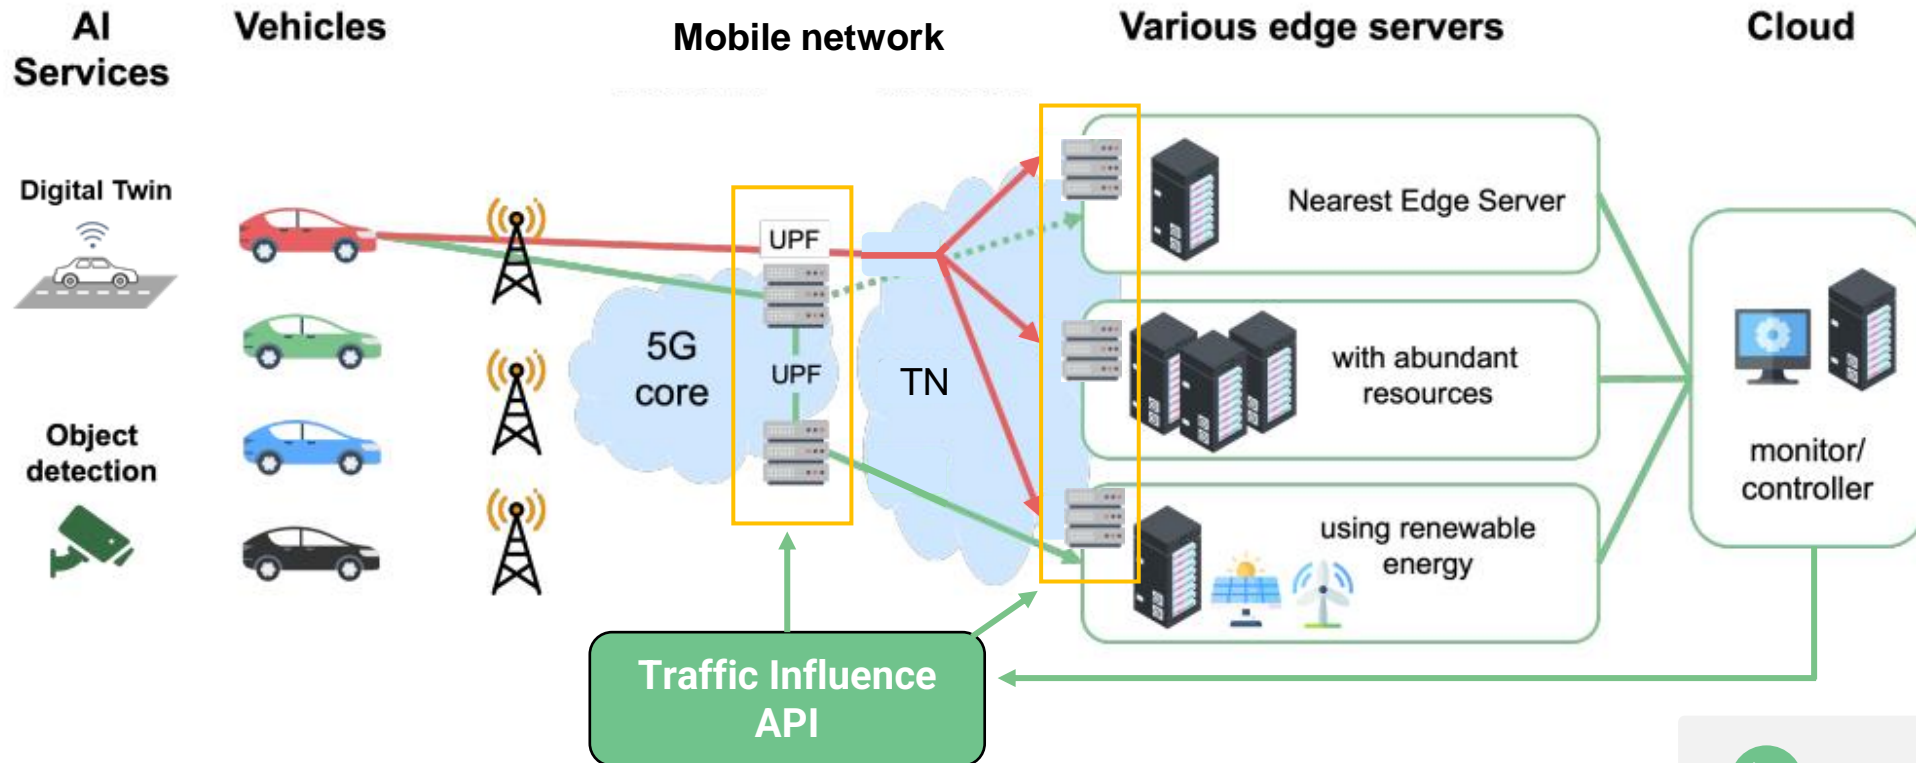 AI
Services
Vehicles
Mobile network
Various edge servers
Cloud
Digital Twin
Object
detection
5G
core
UPF
UPF
TN
Nearest Edge Server
with abundant
resources
using renewable
energy
monitor/
controller
Traffic Influence
API